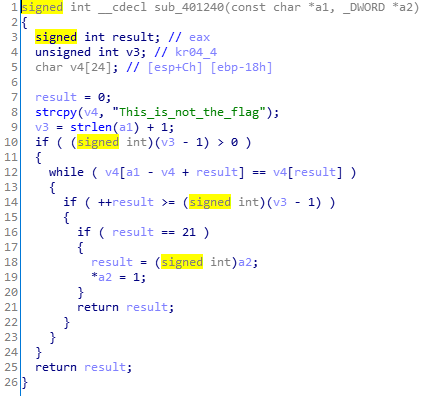 1 signed int __cdecl sub_401240(const char *a1, _DWORD *a2)
2 {
3 signed int result; // eax
4 unsigned int v3; // kr04_4
5 char v4[24]; // [esp+Ch] [ebp-18h]
6
7 result = 0;
8 strcpy(v4, "This_is_not_the_flag");
9 v3 = strlen(a1) + 1;
10 if ( (signed int)(v3 - 1) > 0 )
11 {
12 while ( v4[a1 - v4 + result] == v4[result] )
13 {
14 if ( ++result >= (signed int)(v3 - 1) )
15 {
16 if ( result == 21 )
17 {
18 result = (signed int)a2;
19 *a2 = 1;
20 }
21 return result;
22 }
23 }
24 }
25 return result;
26 }